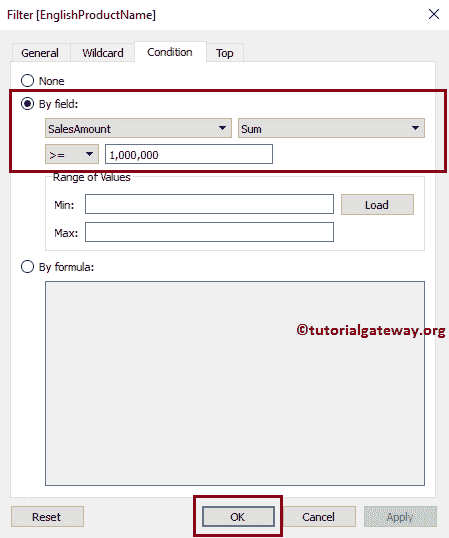 Filter [EnglishProductName]
General Wildcard Condition Top
None
By field:
SalesAmount Sum
>= 1,000,000
Range of Values
Min: Load
Max:
By formula:
©tutorialgateway.org
Reset OK Cancel Apply